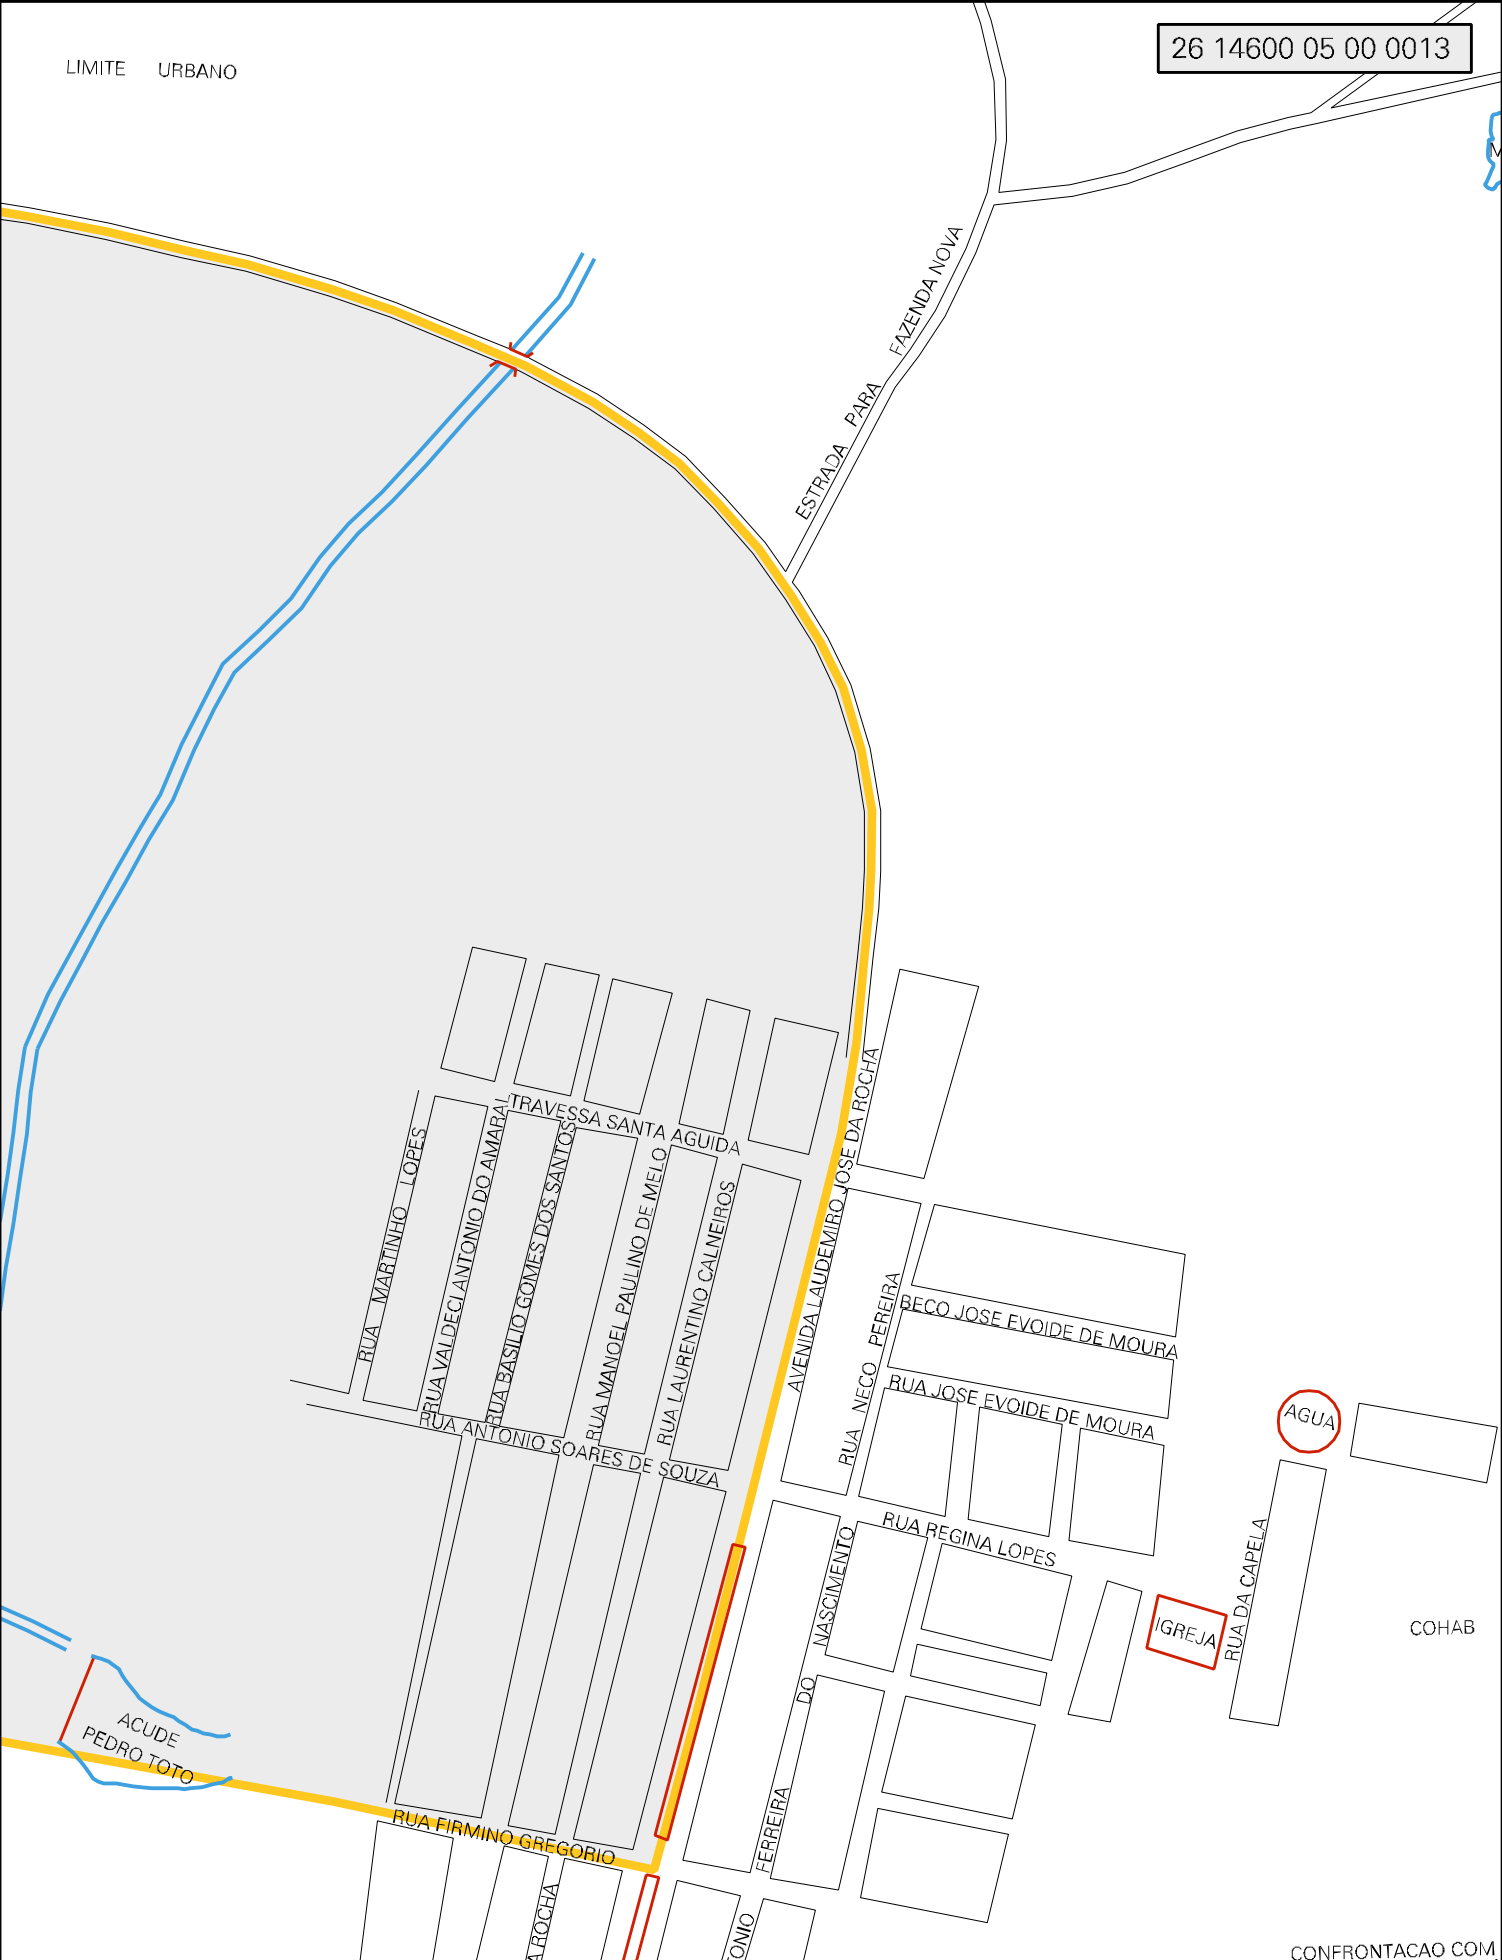 LIMITE URBANO
26 14600 05 00 0013
ESTRADA PARA FAZENDA NOVA
TRAVESSA SANTA AGUIDA
RUA MARTINHO LOPES
RUA VALDECI ANTONIO DO AMARAL
RUA BASILIO GOMES DOS SANTOS
RUA MANOEL PAULINO DE MELO
RUA LAURENTINO CALNEIROS
AVENIDA LAUDEMIRO JOSE DA ROCHA
RUA NECO PEREIRA
BECO JOSE EVOIDE DE MOURA
RUA JOSE EVOIDE DE MOURA
RUA ANTONIO SOARES DE SOUZA
AGUA
RUA REGINA LOPES
RUA DA CAPELA
IGREJA
COHAB
FERREIRA DO NASCIMENTO
ACUDE
PEDRO TOTO
RUA FIRMINO GREGORIO
A ROCHA
ONIO
CONFRONTACAO COM